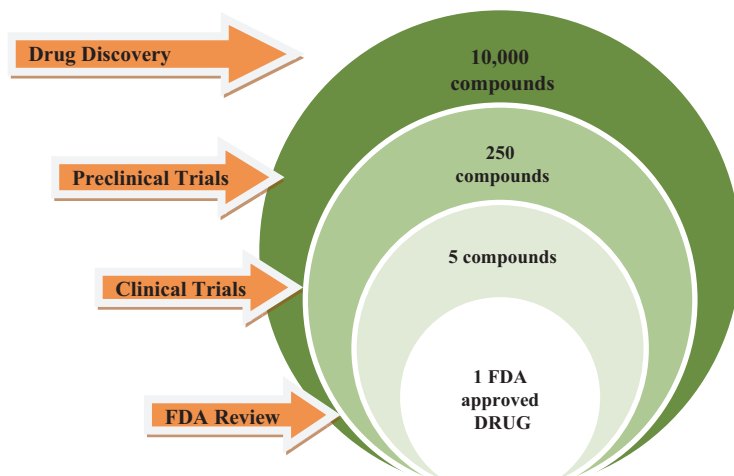 Drug Discovery
10,000
compounds
Preclinical Trials
250
compounds
Clinical Trials
5 compounds
FDA Review
1 FDA
approved
DRUG